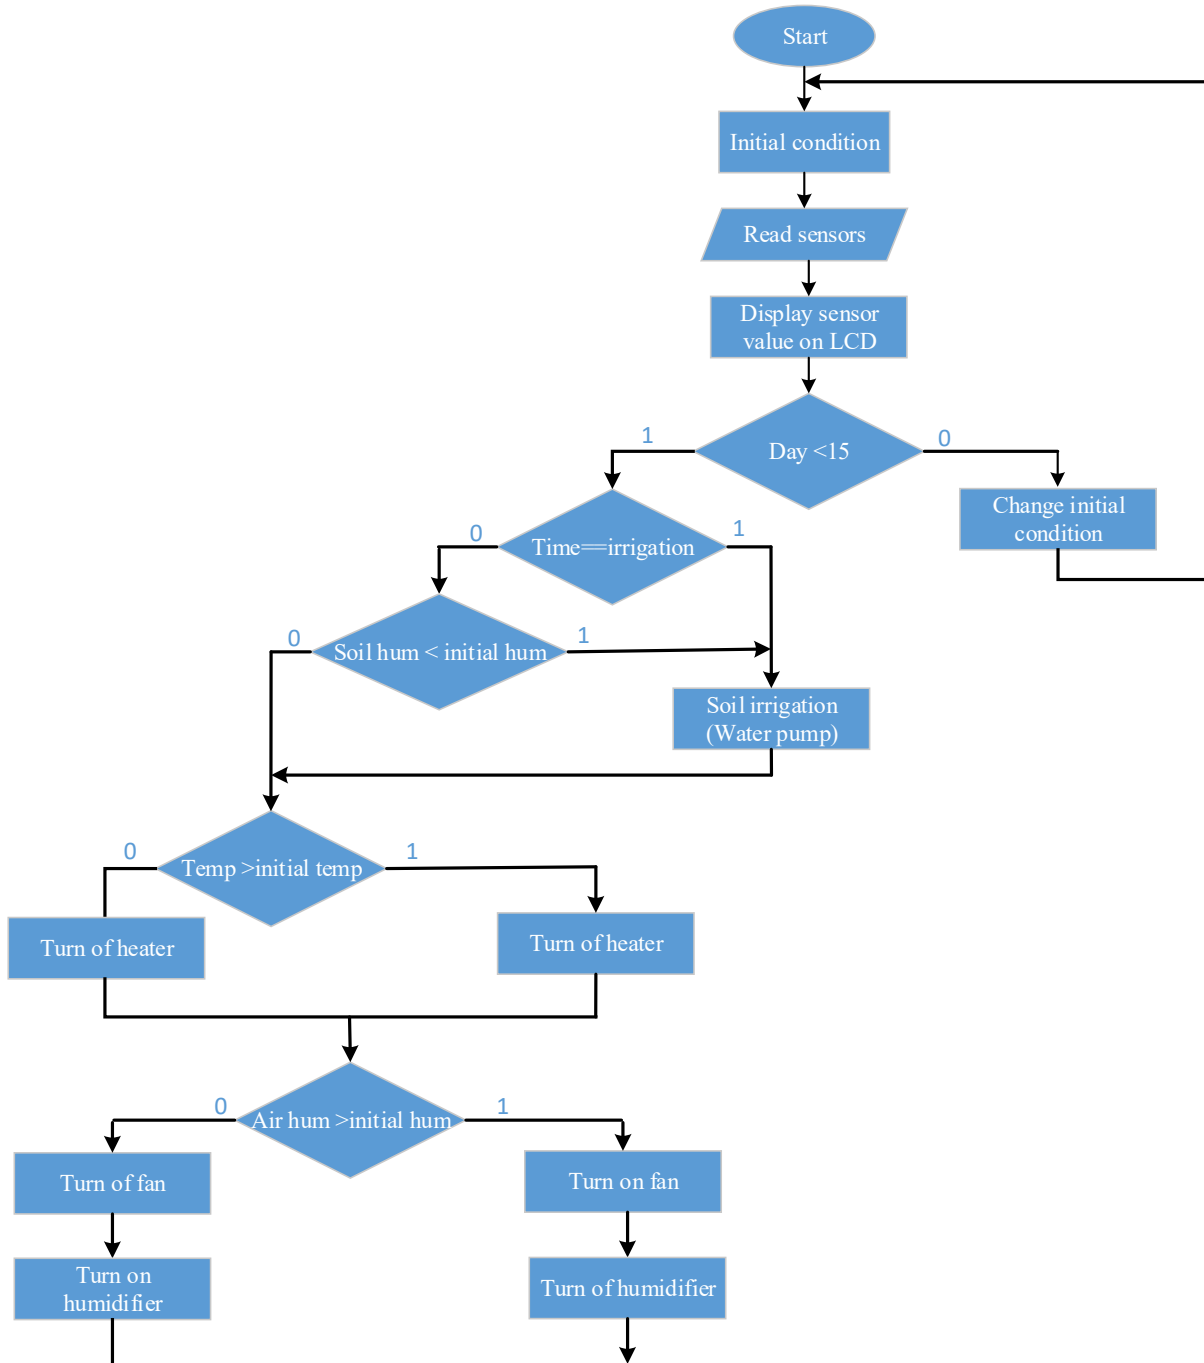 Start
Initial condition
Read sensors
Display sensor
value on LCD
Day <15
1
0
Change initial
condition
Time==irrigation
0
1
Soil hum < initial hum
0
1
Soil irrigation
(Water pump)
Temp >initial temp
0
1
Turn of heater
Turn of heater
Air hum >initial hum
0
1
Turn of fan
Turn on fan
Turn on
humidifier
Turn of humidifier